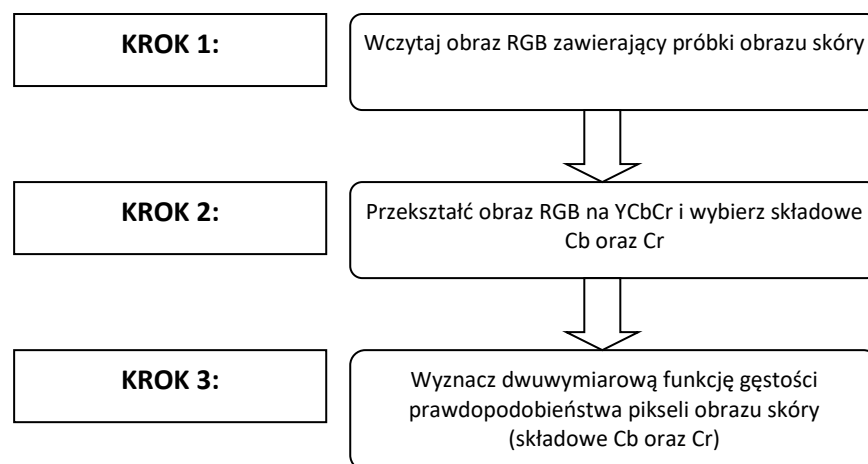 KROK 1:
Wczytaj obraz RGB zawierający próbki obrazu skóry
KROK 2:
Przekształć obraz RGB na YCbCr i wybierz składowe
Cb oraz Cr
KROK 3:
Wyznacz dwuwymiarową funkcję gęstości
prawdopodobieństwa pikseli obrazu skóry
(składowe Cb oraz Cr)